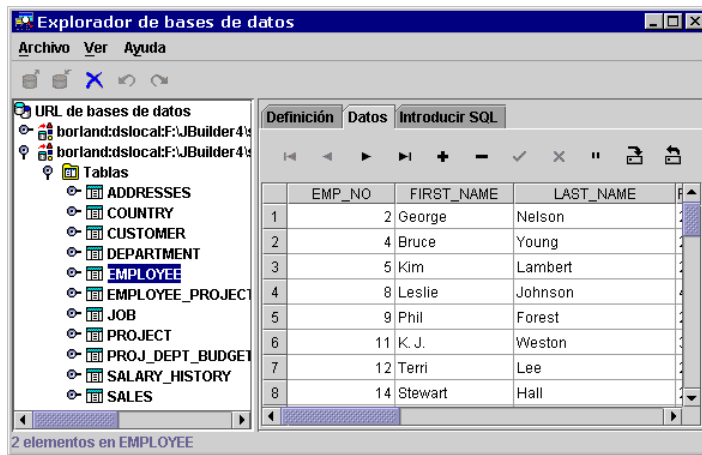 Explorador de bases de datos
Archivo Ver Ayuda
URL de bases de datos
borland:dslocal:F:\JBuilder4\s
borland:dslocal:F:\JBuilder4\s
Tablas
ADDRESSES
COUNTRY
CUSTOMER
DEPARTMENT
EMPLOYEE
EMPLOYEE_PROJECT
JOB
PROJECT
PROJ_DEPT_BUDGET
SALARY_HISTORY
SALES
Definición Datos Introducir SQL
EMP_NO FIRST_NAME LAST_NAME
1 2 George Nelson
2 4 Bruce Young
3 5 Kim Lambert
4 8 Leslie Johnson
5 9 Phil Forest
6 11 K. J. Weston
7 12 Terri Lee
8 14 Stewart Hall
2 elementos en EMPLOYEE